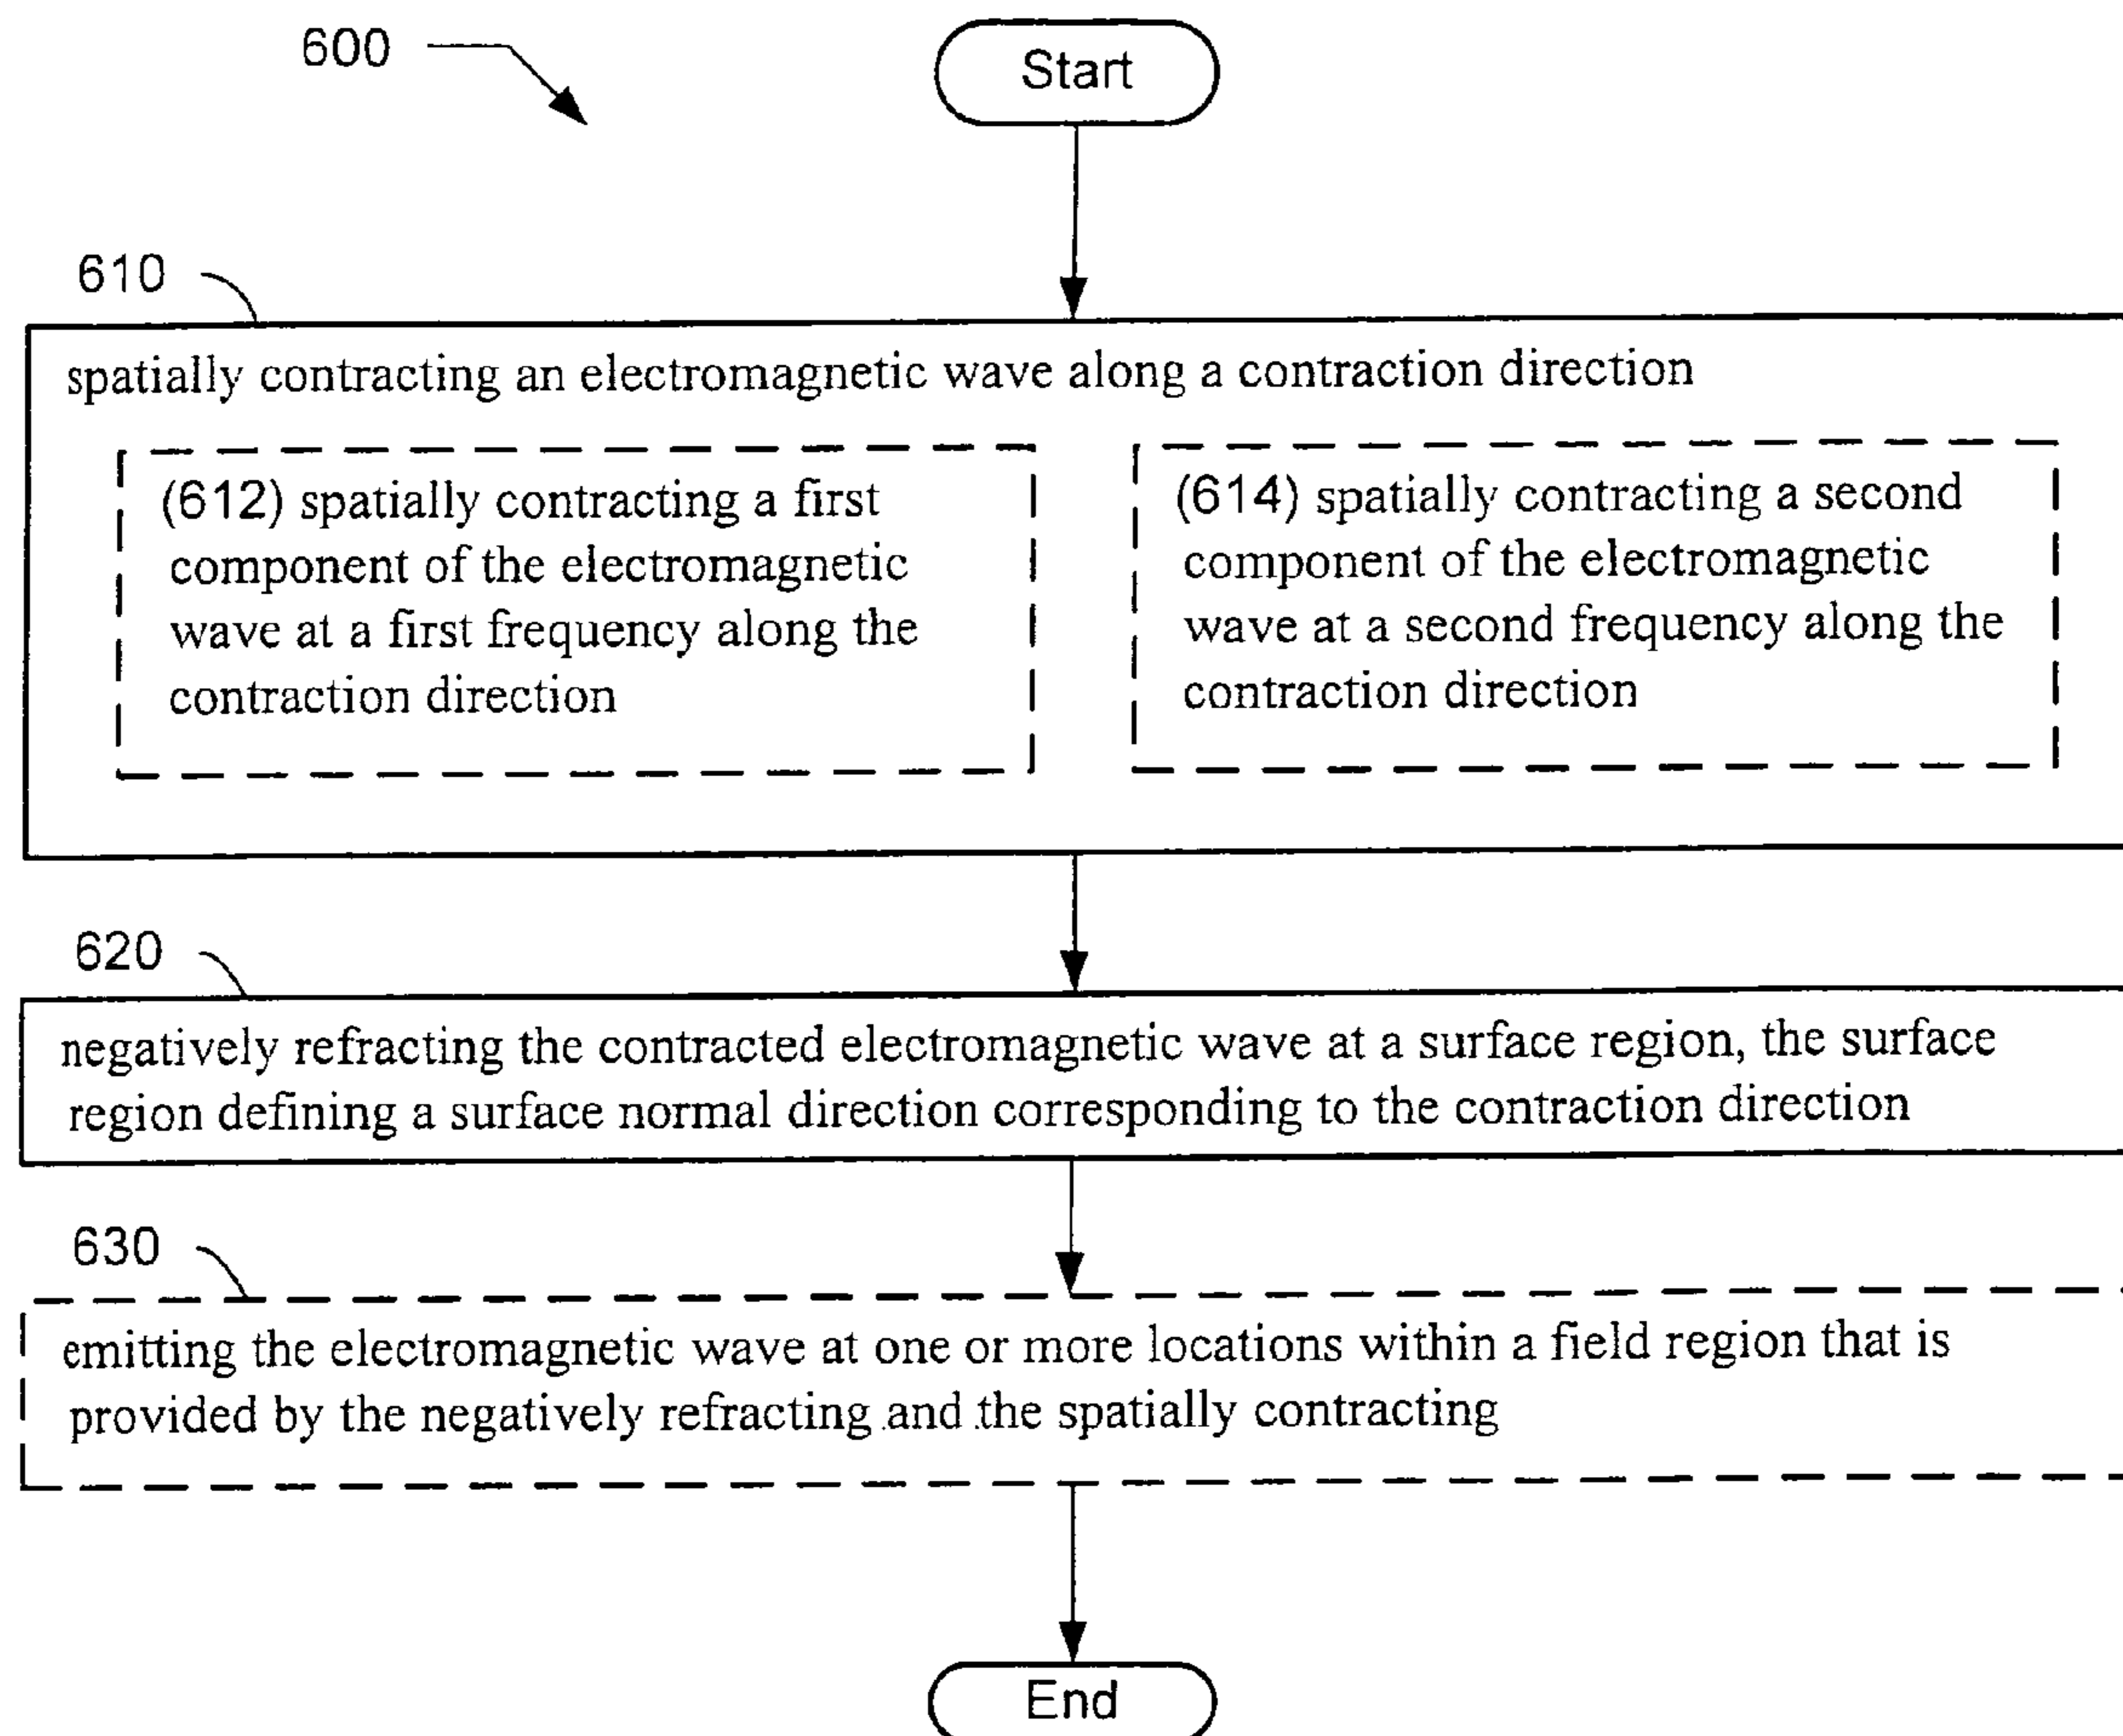 600
Start
610
spatially contracting an electromagnetic wave along a contraction direction
(612) spatially contracting a first
component of the electromagnetic
wave at a first frequency along the
contraction direction
(614) spatially contracting a second
component of the electromagnetic
wave at a second frequency along the
contraction direction
620
negatively refracting the contracted electromagnetic wave at a surface region, the surface
region defining a surface normal direction corresponding to the contraction direction
630
emitting the electromagnetic wave at one or more locations within a field region that is
provided by the negatively refracting and the spatially contracting
End